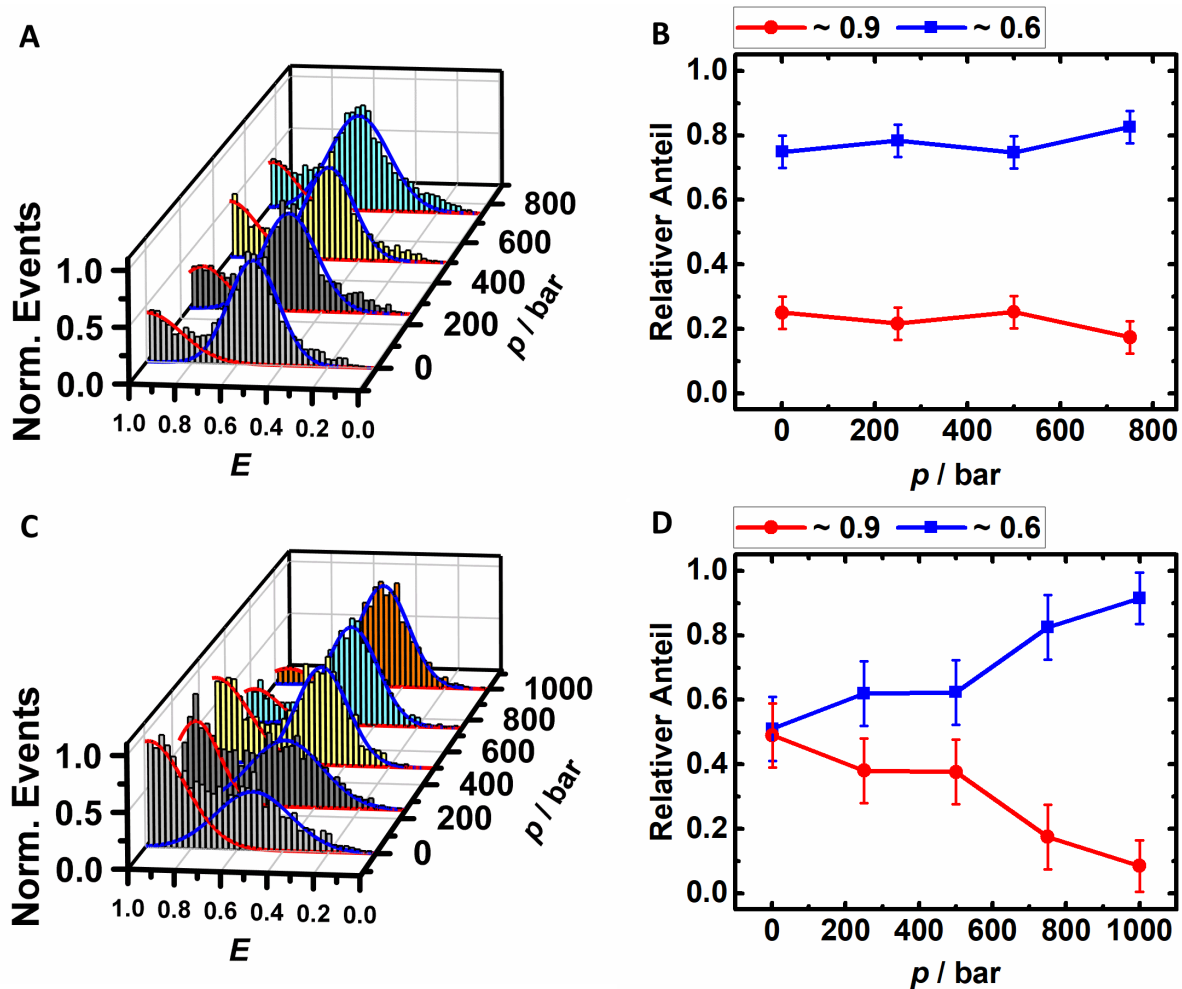 A
Norm. Events
1.0
0.5
0.0
1.0 0.8 0.6 0.4 0.2 0.0
E
0
200
400
600
800
p / bar
B
~ 0.9 ~ 0.6
Relativer Anteil
1.0
0.8
0.6
0.4
0.2
0.0
0 200 400 600 800
p / bar
C
Norm. Events
1.0
0.5
0.0
1.0 0.8 0.6 0.4 0.2 0.0
E
0
200
400
600
800
1000
p / bar
D
~ 0.9 ~ 0.6
Relativer Anteil
1.0
0.8
0.6
0.4
0.2
0.0
0 200 400 600 800 1000
p / bar